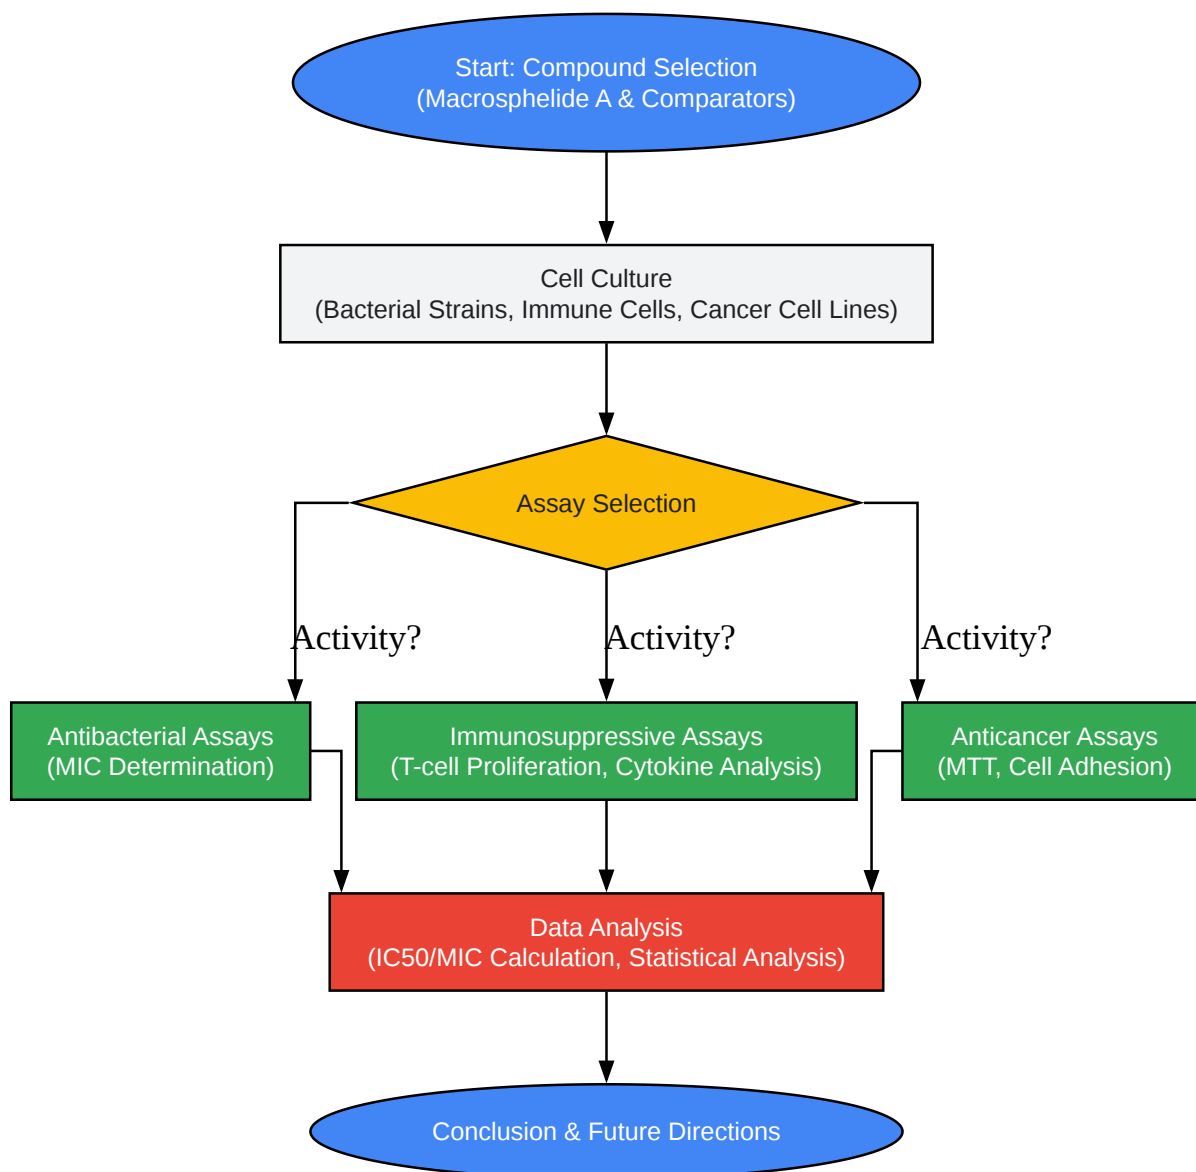 Start: Compound Selection
(Macrosphelide A & Comparators)
Cell Culture
(Bacterial Strains, Immune Cells, Cancer Cell Lines)
Assay Selection
Activity?
Activity?
Activity?
Antibacterial Assays
(MIC Determination)
Immunosuppressive Assays
(T-cell Proliferation, Cytokine Analysis)
Anticancer Assays
(MTT, Cell Adhesion)
Data Analysis
(IC50/MIC Calculation, Statistical Analysis)
Conclusion & Future Directions